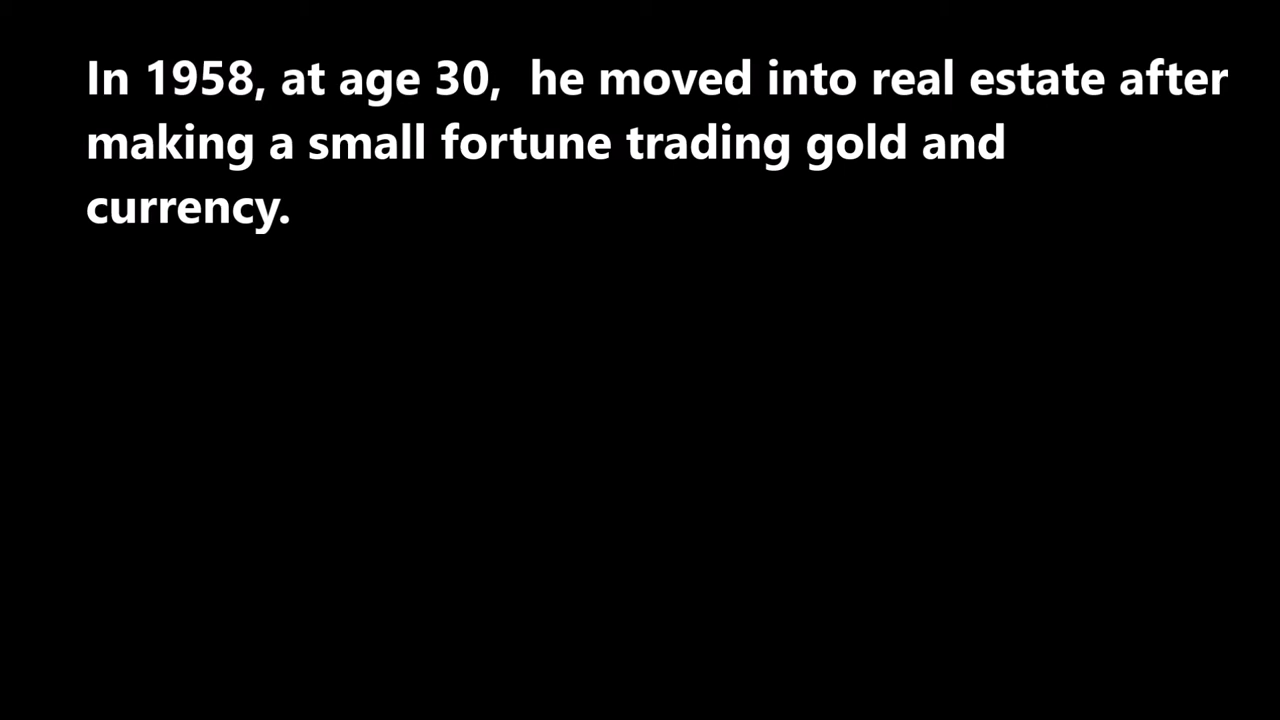 In 1958, at age 30,  he moved into real estate after
making a small fortune trading gold and
currency.